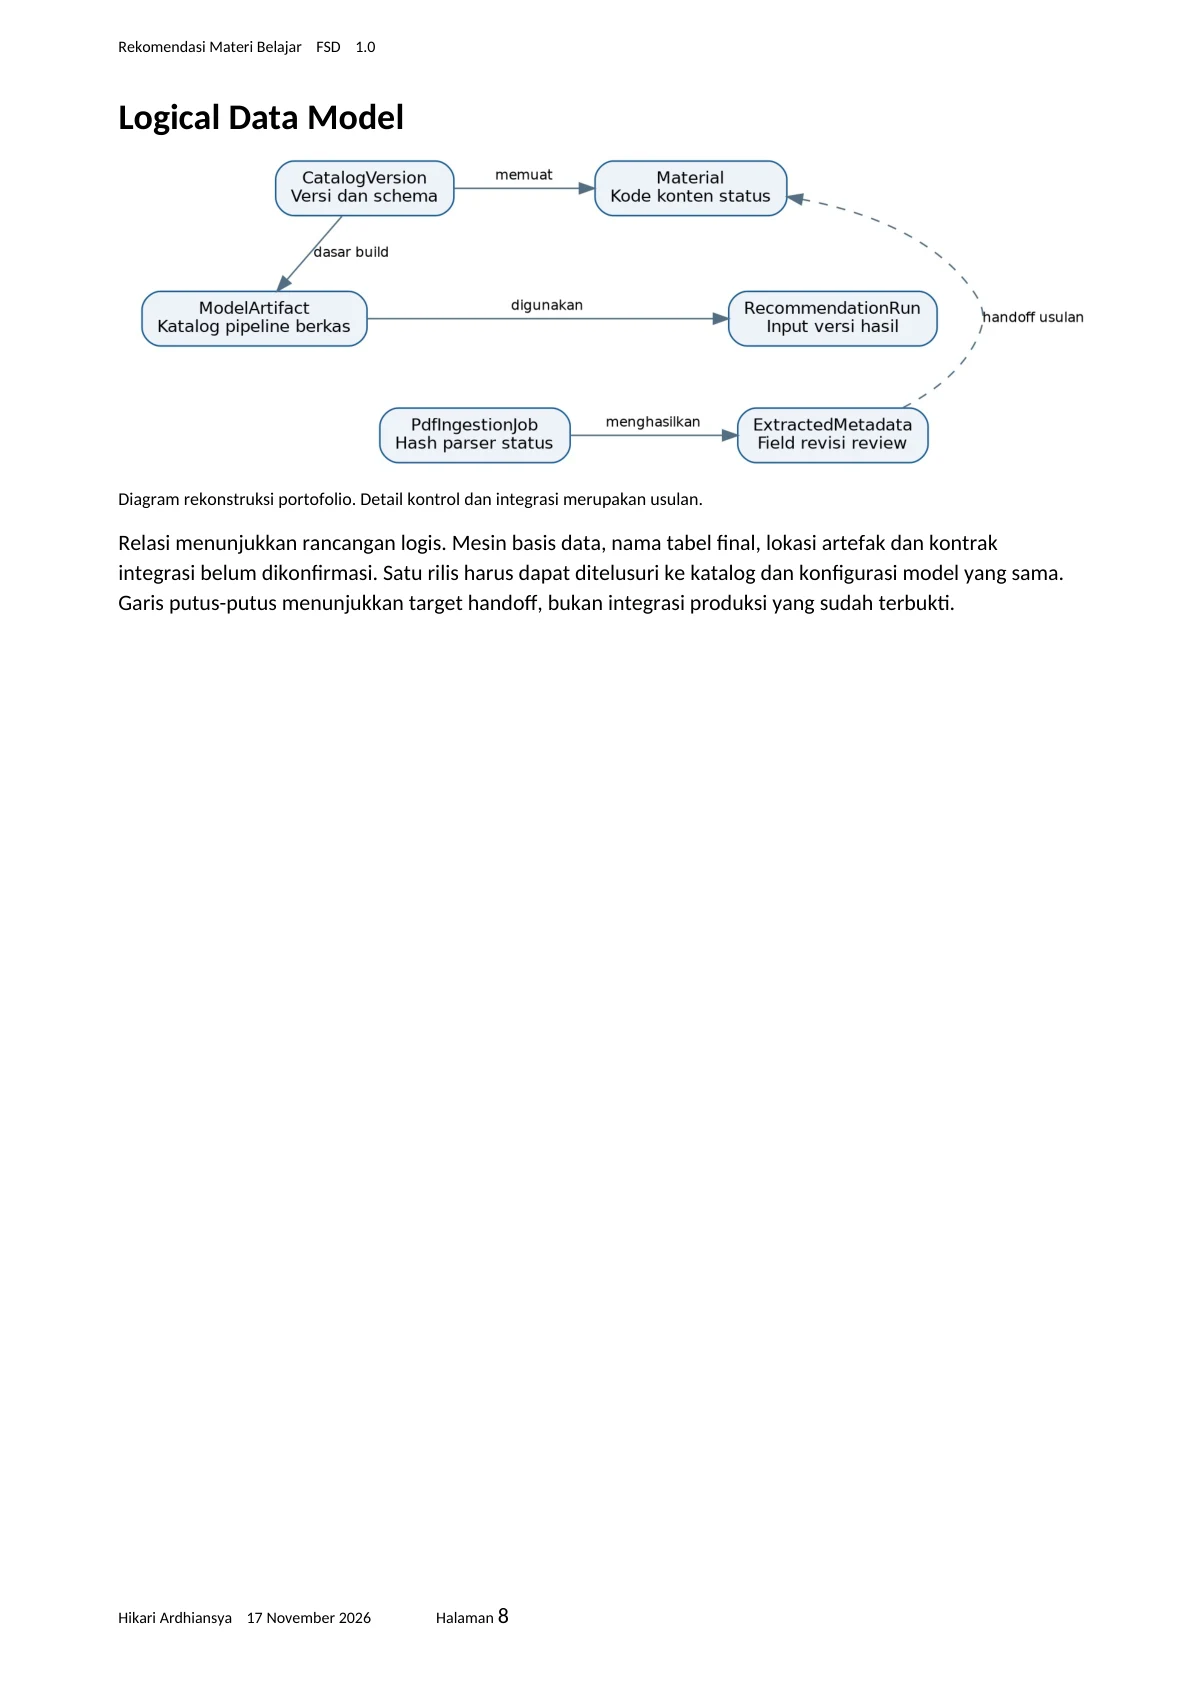 Rekomendasi Materi Belajar FSD 1.0
Logical Data Model
CatalogVersion
Versi dan schema
memuat
Material
Kode konten status
dasar build
ModelArtifact
Katalog pipeline berkas
digunakan
RecommendationRun
Input versi hasil
handoff usulan
PdfIngestionJob
Hash parser status
menghasilkan
ExtractedMetadata
Field revisi review
Diagram rekonstruksi portofolio. Detail kontrol dan integrasi merupakan usulan.
Relasi menunjukkan rancangan logis. Mesin basis data, nama tabel final, lokasi artefak dan kontrak
integrasi belum dikonfirmasi. Satu rilis harus dapat ditelusuri ke katalog dan konfigurasi model yang sama.
Garis putus-putus menunjukkan target handoff, bukan integrasi produksi yang sudah terbukti.
Hikari Ardhiansya 17 November 2026 Halaman 8